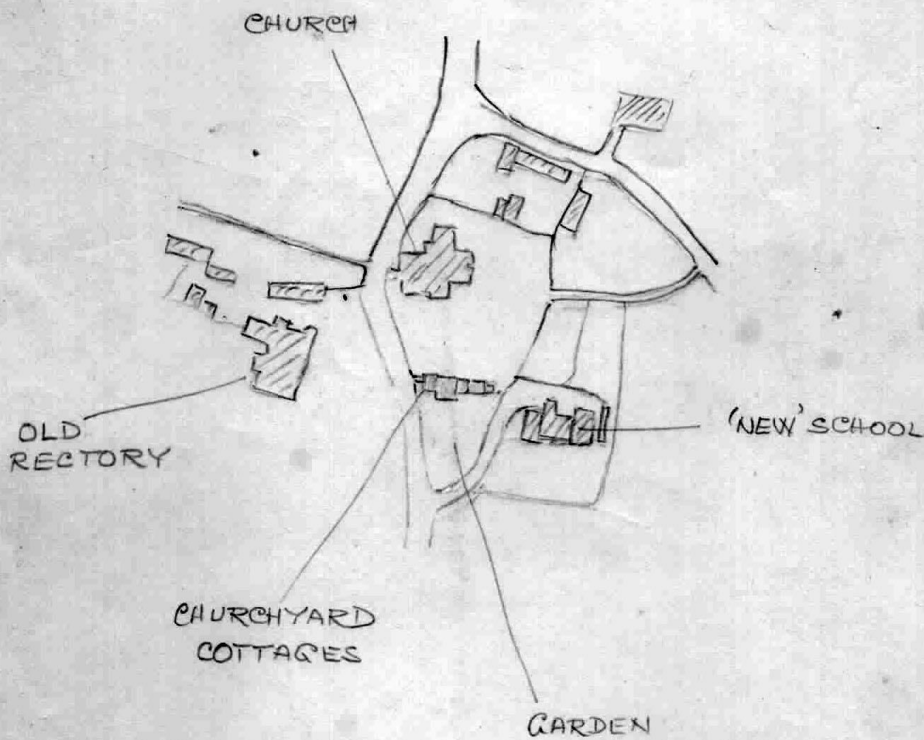 CHURCH
OLD
RECTORY
'NEW' SCHOOL
CHURCHYARD
COTTAGES
GARDEN